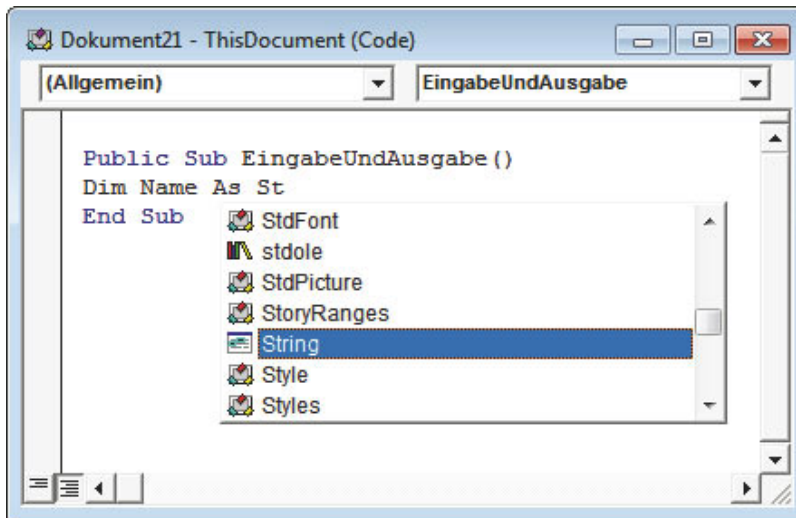 Dokument21 - ThisDocument (Code)
(Allgemein) EingabeUndAusgabe
Public Sub EingabeUndAusgabe()
Dim Name As St
End Sub
StdFont
stdole
StdPicture
StoryRanges
String
Style
Styles